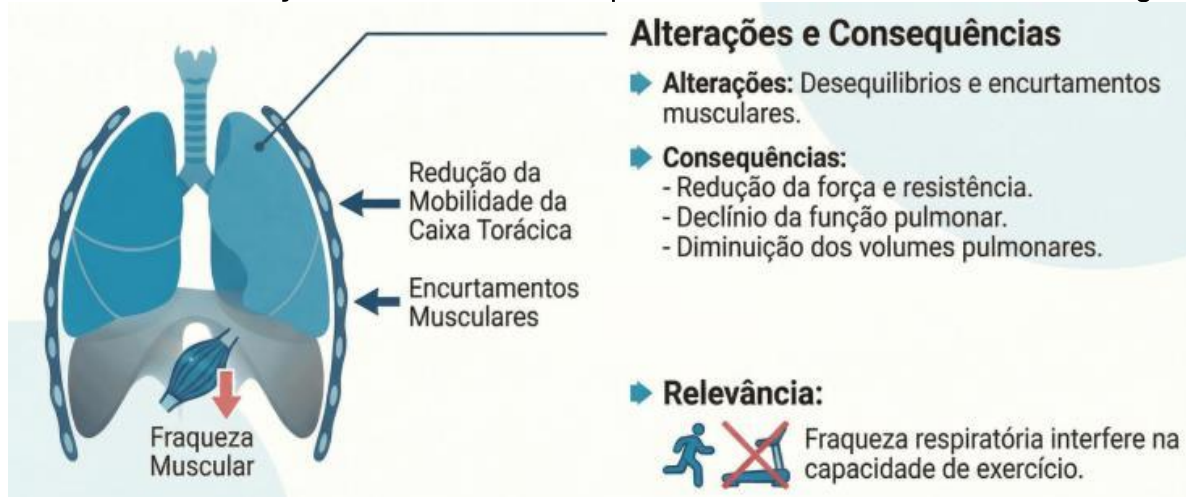 Alterações e Consequências
Alterações: Desequilibrios e encurtamentos
musculares.
Consequências:
- Redução da força e resistência.
- Declínio da função pulmonar.
- Diminuição dos volumes pulmonares.
Redução da
Mobilidade da
Caixa Torácica
Encurtamentos
Musculares
Fraqueza
Muscular
Relevância:
Fraqueza respiratória interfere na
capacidade de exercício.